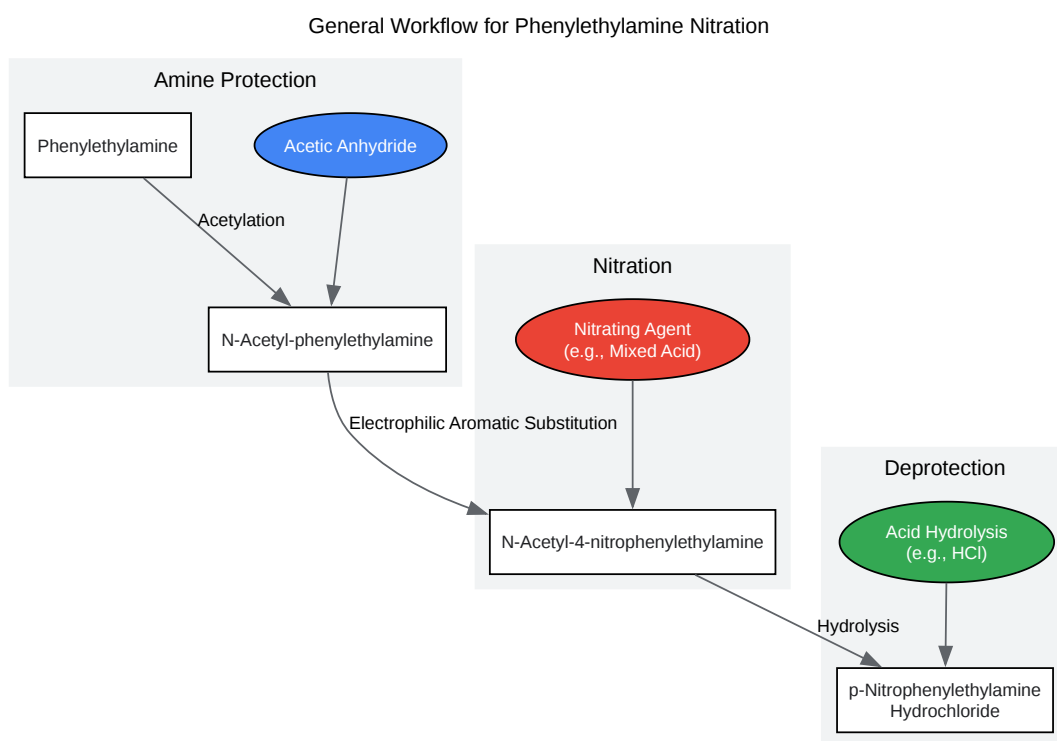 General Workflow for Phenylethylamine Nitration
Amine Protection
Phenylethylamine
Acetic Anhydride
Acetylation
N-Acetyl-phenylethylamine
Nitration
Nitrating Agent
(e.g., Mixed Acid)
Electrophilic Aromatic Substitution
N-Acetyl-4-nitrophenylethylamine
Deprotection
Acid Hydrolysis
(e.g., HCl)
Hydrolysis
p-Nitrophenylethylamine
Hydrochloride